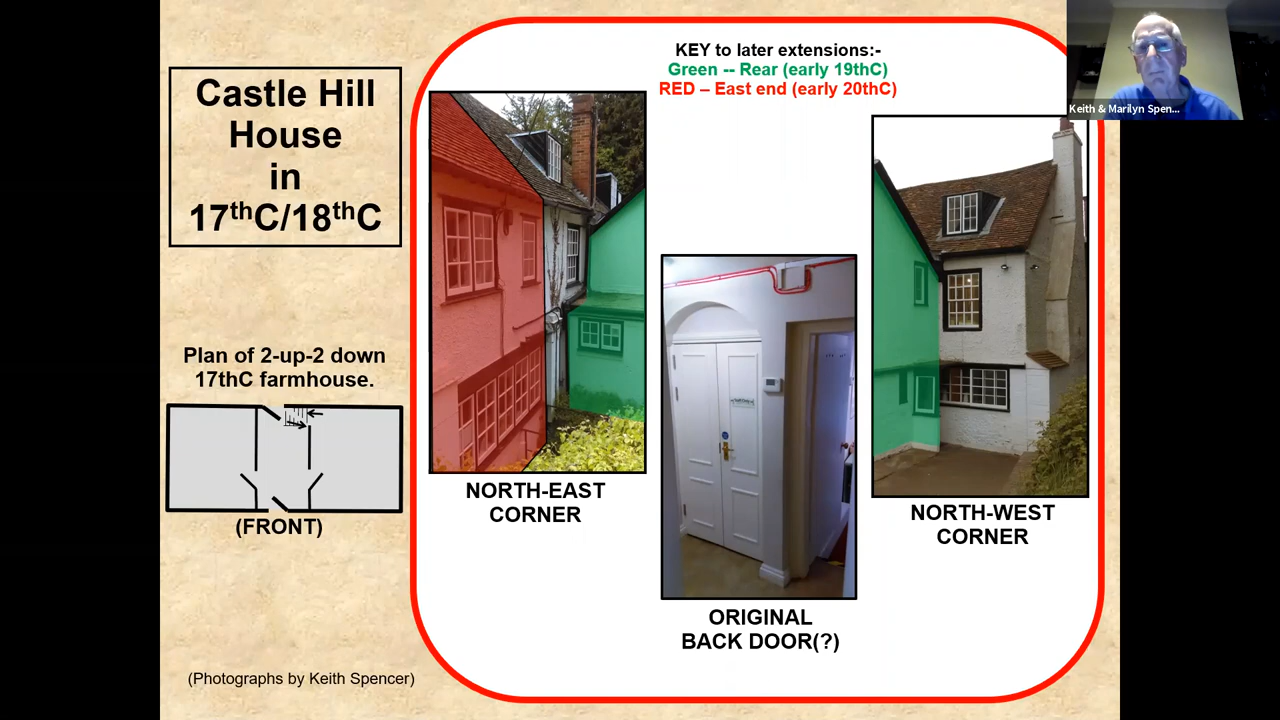 Castle Hill
House
in
17thC/18thC
Plan of 2-up-2 down
17thC farmhouse.
(FRONT)
(Photographs by Keith Spencer)
KEY to later extensions:-
Green -- Rear (early 19thC)
RED – East end (early 20thC)
NORTH-EAST
CORNER
ORIGINAL
BACK DOOR(?)
NORTH-WEST
CORNER
Keith & Marilyn Spen...